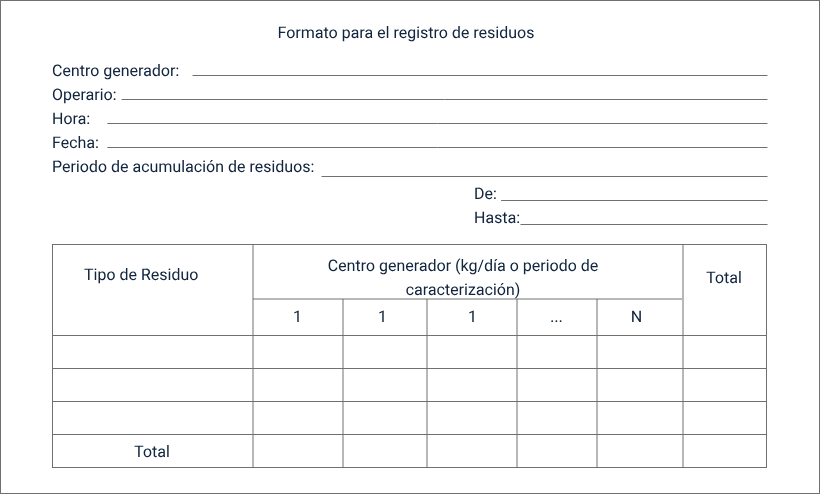 Formato para el registro de residuos
Centro generador:
Operario:
Hora:
Fecha:
Periodo de acumulación de residuos:
De:
Hasta:
Tipo de Residuo
Centro generador (kg/día o periodo de
caracterización)
Total
1 1 1 ... N
Total